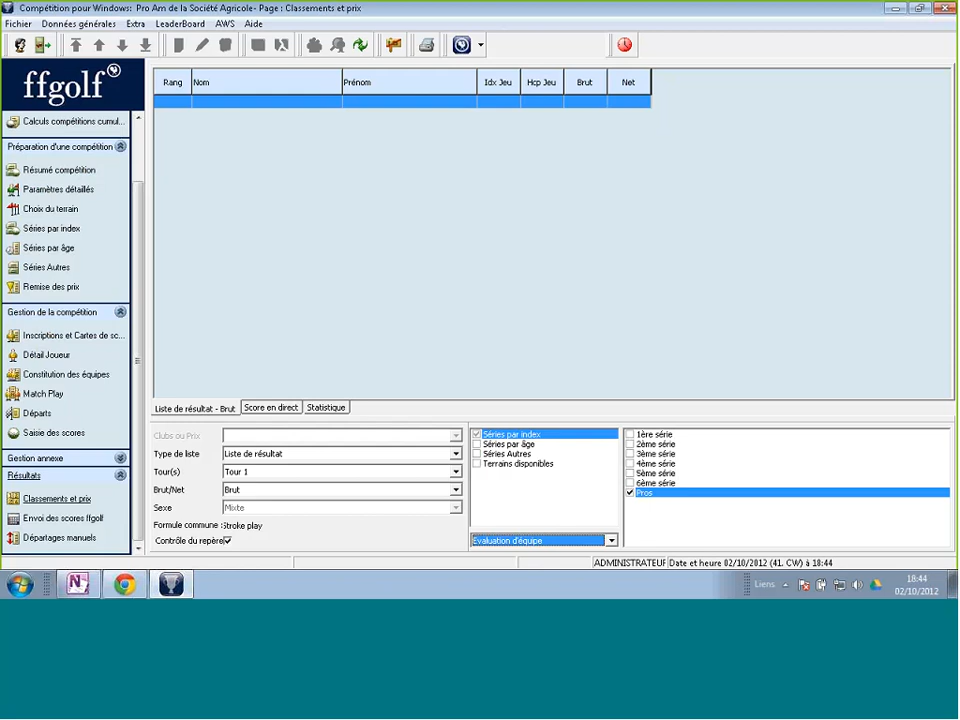 Compétition pour Windows: Pro Am de la Société Agricole- Page : Classements et prix
Fichier Données générales Extra LeaderBoard AWS Aide
ffgolf
Calculs compétitions cumul...
Préparation d'une compétition
Résumé compétition
Paramètres détaillés
Choix du terrain
Séries par index
Séries par âge
Séries Autres
Remise des prix
Gestion de la compétition
Inscriptions et Cartes de sc...
Détail Joueur
Constitution des équipes
Match Play
Départs
Saisie des scores
Gestion annexe
Résultats
Classements et prix
Envoi des scores ffgolf
Départages manuels
Rang Nom Prénom Idx Jeu Hcp Jeu Brut Net
Liste de résultat - Brut Score en direct Statistique
Clubs ou Prix
Type de liste Liste de résultat
Tour(s) Tour 1
Brut/Net Brut
Sexe Mixte
Formule commune :Stroke play
Contrôle du repère
Séries par index
Séries par âge
Séries Autres
Terrains disponibles
Evaluation d'équipe
1ère série
2ème série
3ème série
4ème série
5ème série
6ème série
Pros
ADMINISTRATEUF Date et heure 02/10/2012 (41. CW) à 18:44
Liens
18:44
02/10/2012